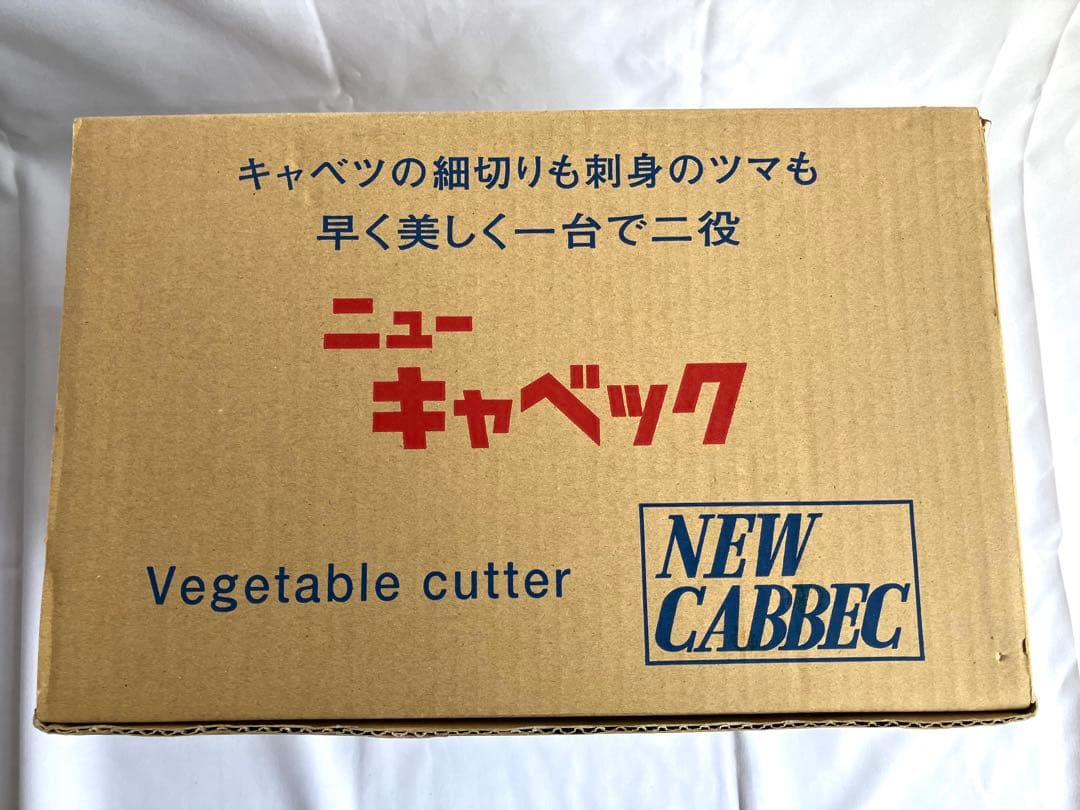 キャベツの細切りも刺身のツマも
早く美しく一台で二役
ニュー
キャベック
Vegetable cutter
NEW
CABBEC